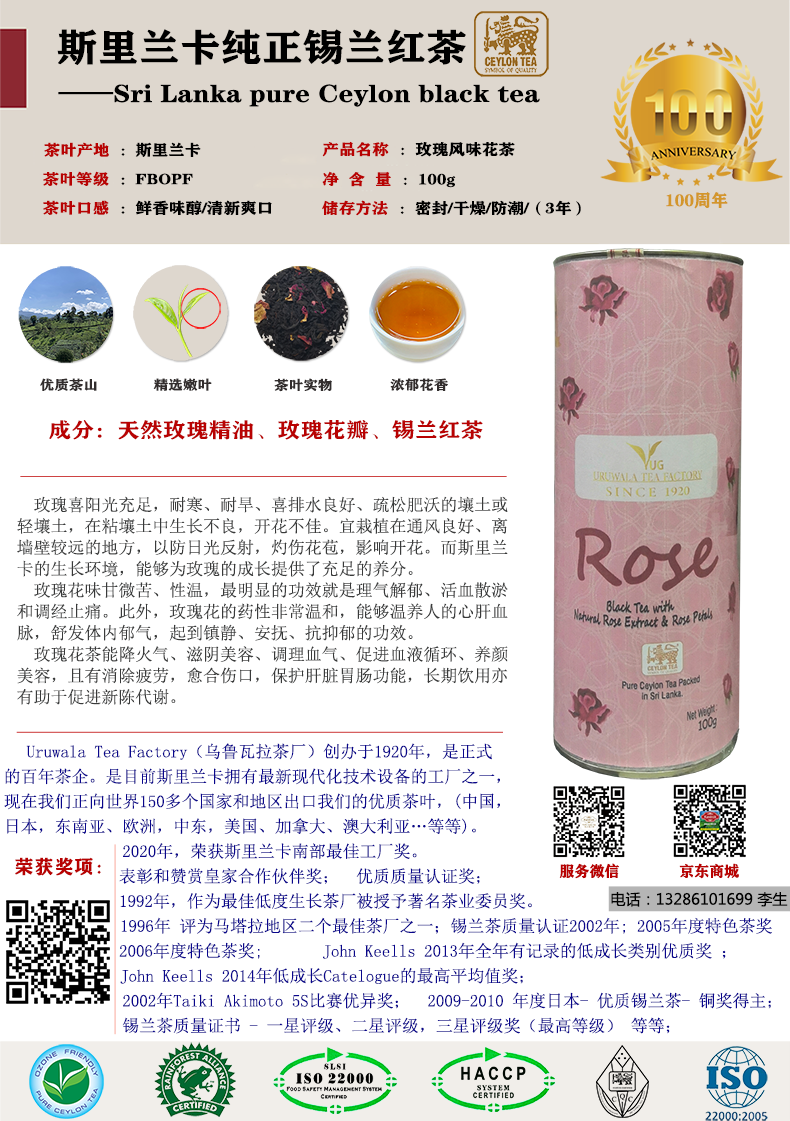 斯里兰卡纯正锡兰红茶
CEYLON TEA
SYMBOL OF QUALITY
——Sri Lanka pure Ceylon black tea
100
ANNIVERSARY
100周年
茶叶产地 : 斯里兰卡
产品名称 : 玫瑰风味花茶
茶叶等级 : FBOPF
净 含 量 : 100g
茶叶口感 : 鲜香味醇/清新爽口
储存方法 : 密封/干燥/防潮/（3年）
优质茶山
精选嫩叶
茶叶实物
浓郁花香
成分：天然玫瑰精油、玫瑰花瓣、锡兰红茶
玫瑰喜阳光充足，耐寒、耐旱、喜排水良好、疏松肥沃的壤土或
轻壤土，在粘壤土中生长不良，开花不佳。宜栽植在通风良好、离
墙壁较远的地方，以防日光反射，灼伤花苞，影响开花。而斯里兰
卡的生长环境，能够为玫瑰的成长提供了充足的养分。
玫瑰花味甘微苦、性温，最明显的功效就是理气解郁、活血散淤
和调经止痛。此外，玫瑰花的药性非常温和，能够温养人的心肝血
脉，舒发体内郁气，起到镇静、安抚、抗抑郁的功效。
玫瑰花茶能降火气、滋阴美容、调理血气、促进血液循环、养颜
美容，且有消除疲劳，愈合伤口，保护肝脏胃肠功能，长期饮用亦
有助于促进新陈代谢。
UG
URUWALA TEA FACTORY
SINCE 1920
Rose
Black Tea with
Natural Rose Extract & Rose Petals
CEYLON TEA
Pure Ceylon Tea Packed
in Sri Lanka.
Net Weight :
100g
Uruwala Tea Factory（乌鲁瓦拉茶厂）创办于1920年，是正式
的百年茶企。是目前斯里兰卡拥有最新现代化技术设备的工厂之一，
现在我们正向世界150多个国家和地区出口我们的优质茶叶，(中国，
日本，东南亚、欧洲，中东，美国、加拿大、澳大利亚…等等)。
服务微信
京东商城
电话：13286101699 李生
荣获奖项：
2020年，荣获斯里兰卡南部最佳工厂奖。
表彰和赞赏皇家合作伙伴奖； 优质质量认证奖；
1992年，作为最佳低度生长茶厂被授予著名茶业委员奖。
1996年 评为马塔拉地区二个最佳茶厂之一；锡兰茶质量认证2002年；2005年度特色茶奖
2006年度特色茶奖； John Keells 2013年全年有记录的低成长类别优质奖 ；
John Keells 2014年低成长Catelogue的最高平均值奖；
2002年Taiki Akimoto 5S比赛优异奖； 2009-2010 年度日本- 优质锡兰茶- 铜奖得主；
锡兰茶质量证书 - 一星评级、二星评级，三星评级奖（最高等级） 等等；
OZONE FRIENDLY
PURE CEYLON TEA
RAINFOREST ALLIANCE
CERTIFIED
SLSI
ISO 22000
FOOD SAFETY MANAGEMENT SYSTEM
CERTIFIED
HACCP
SYSTEM
CERTIFIED
ISO
22000:2005